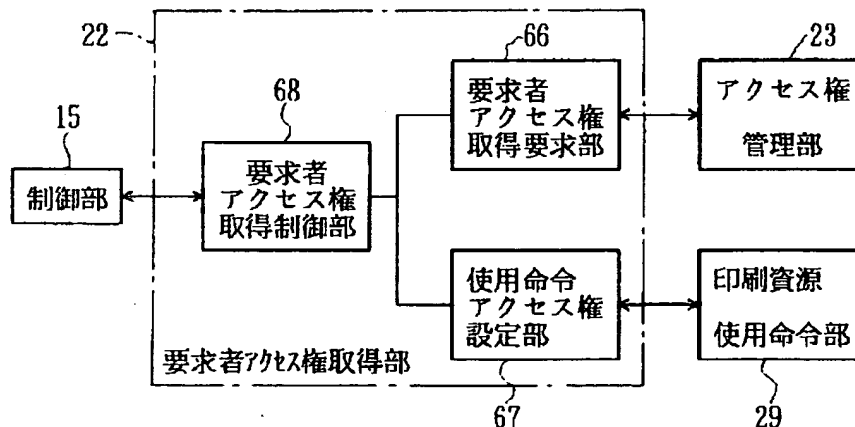 22
66
23
68
15
要求者
アクセス権
取得要求部
アクセス権
管理部
制御部
要求者
アクセス権
取得制御部
使用命令
アクセス権
設定部
印刷資源
使用命令部
要求者アクセス権取得部
67
29